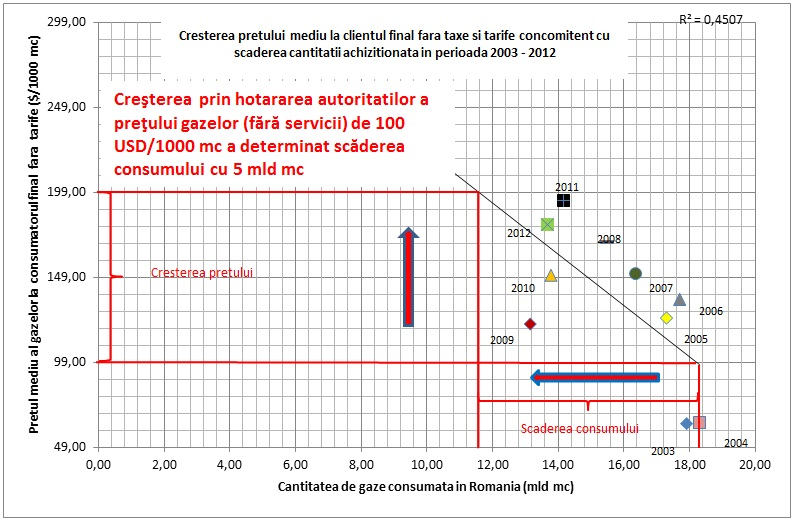 R² = 0,4507
Cresterea pretului mediu la clientul final fara taxe si tarife concomitent cu
scaderea cantitatii achizitionata in perioada 2003 - 2012
Creşterea prin hotararea autoritatilor a
preţului gazelor (fără servicii) de 100
USD/1000 mc a determinat scăderea
consumului cu 5 mld mc
Pretul mediu al gazelor la consumatorul final fara tarife ($/1000 mc)
299,00
249,00
199,00
149,00
99,00
49,00
2011
2012
2008
Cresterea pretului
2010
2007
2006
2009
2005
Scaderea consumului
2003
2004
0,00 2,00 4,00 6,00 8,00 10,00 12,00 14,00 16,00 18,00 20,00
Cantitatea de gaze consumata in Romania (mld mc)